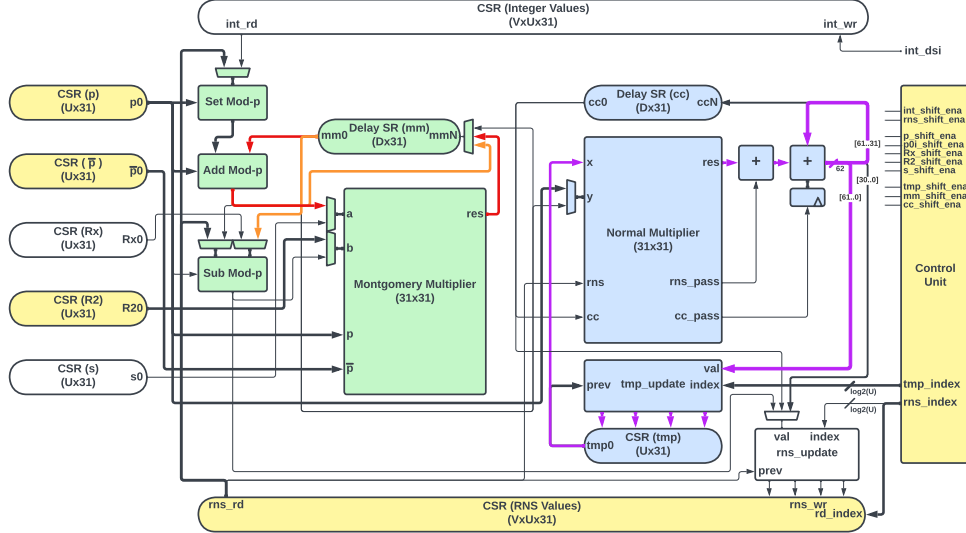 CSR (Integer Values)
(VxUx31)
int_rd
int_wr
int_dsi
CSR (p)
(Ux31)
p0
Set Mod-p
Delay SR (mm)
(Dx31)
mm0
mmN
Delay SR (cc)
(Dx31)
cc0
ccN
int_shift_ena
rns_shift_ena
p_shift_ena
p0i_shift_ena
Rx_shift_ena
R2_shift_ena
s_shift_ena
tmp_shift_ena
mm_shift_ena
cc_shift_ena
Control
Unit
CSR (p̅)
(Ux31)
p̅0
Add Mod-p
CSR (Rx)
(Ux31)
Rx0
Sub Mod-p
CSR (R2)
(Ux31)
R20
CSR (s)
(Ux31)
s0
a
b
res
Montgomery Multiplier
(31x31)
p
p̅
x
y
res
Normal Multiplier
(31x31)
rns
rns_pass
cc
cc_pass
+
+
62
[61..31]
[30..0]
[61..0]
val
prev
tmp_update
index
tmp_index
log2(U)
rns_index
log2(U)
tmp0
CSR (tmp)
(Ux31)
val
index
rns_update
prev
rns_rd
CSR (RNS Values)
(VxUx31)
rns_wr
rd_index